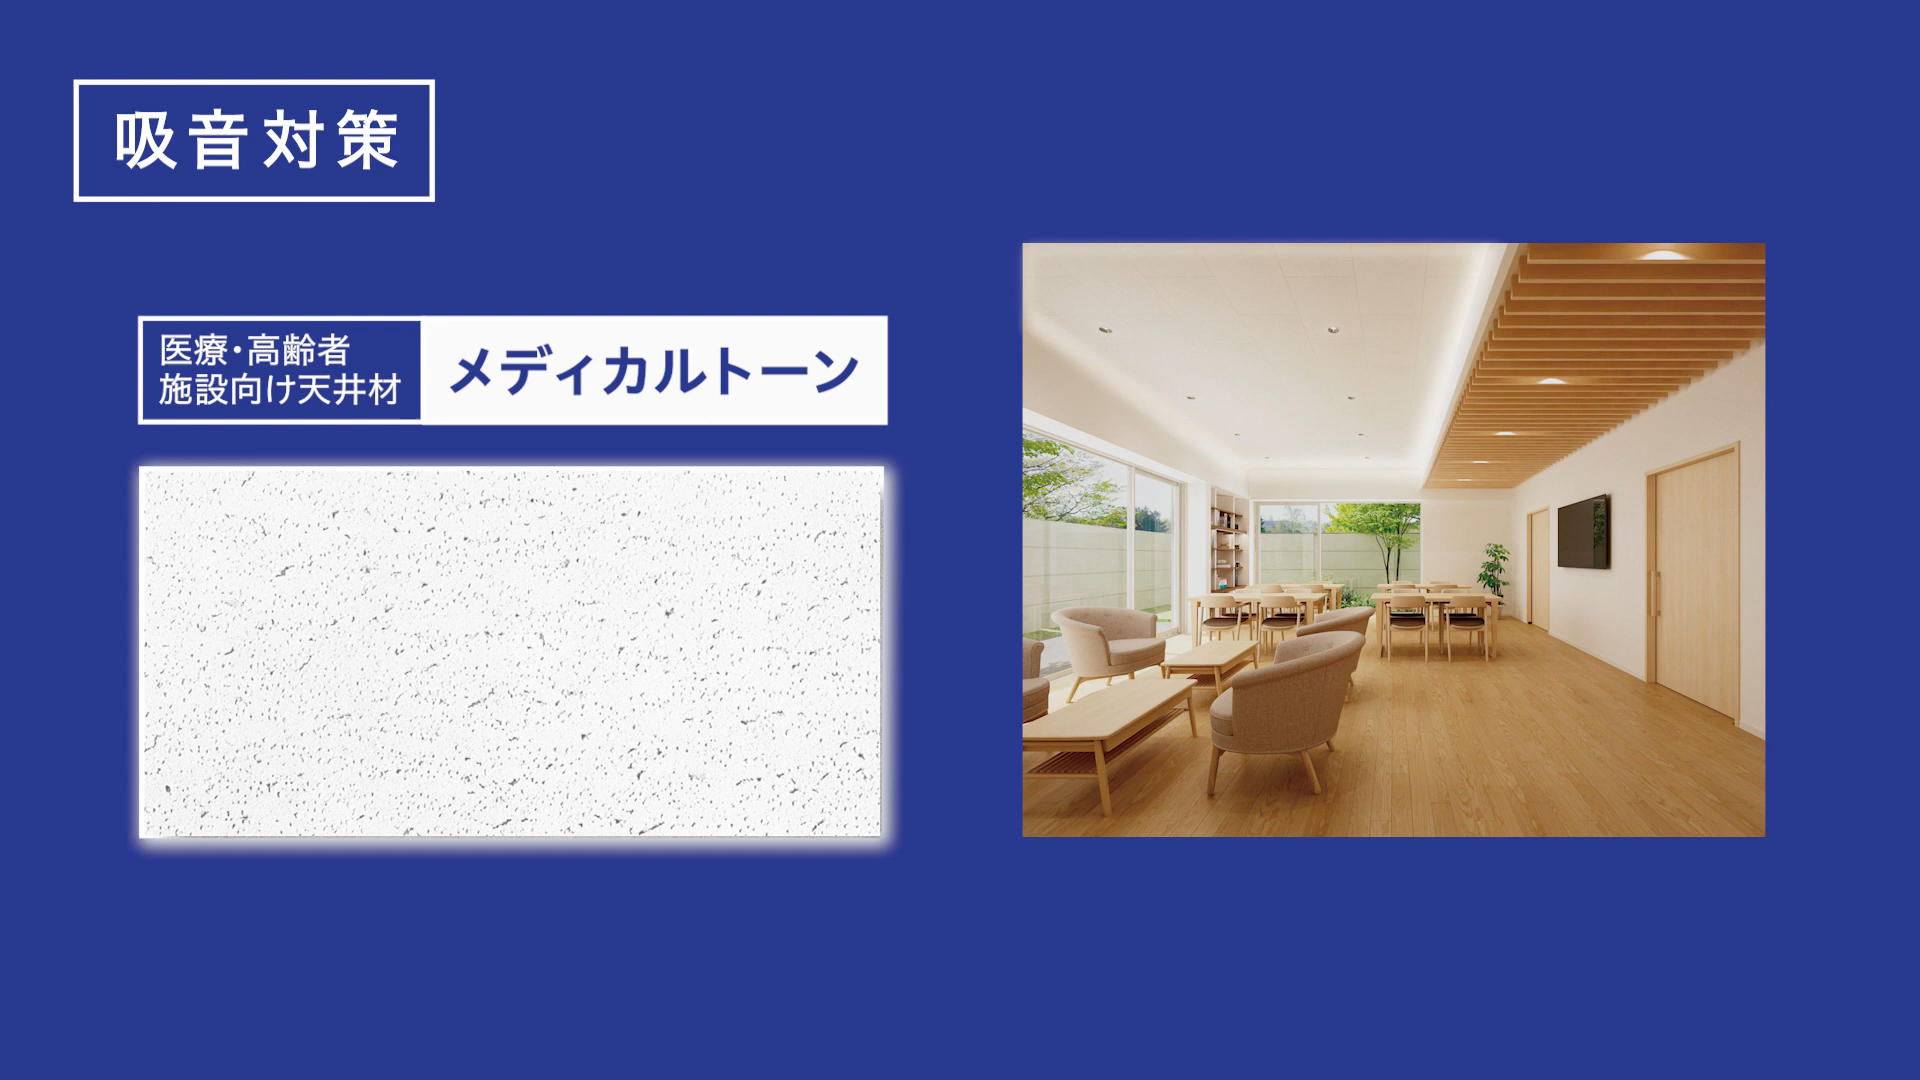 吸音対策
医療・高齢者
施設向け天井材
メディカルトーン